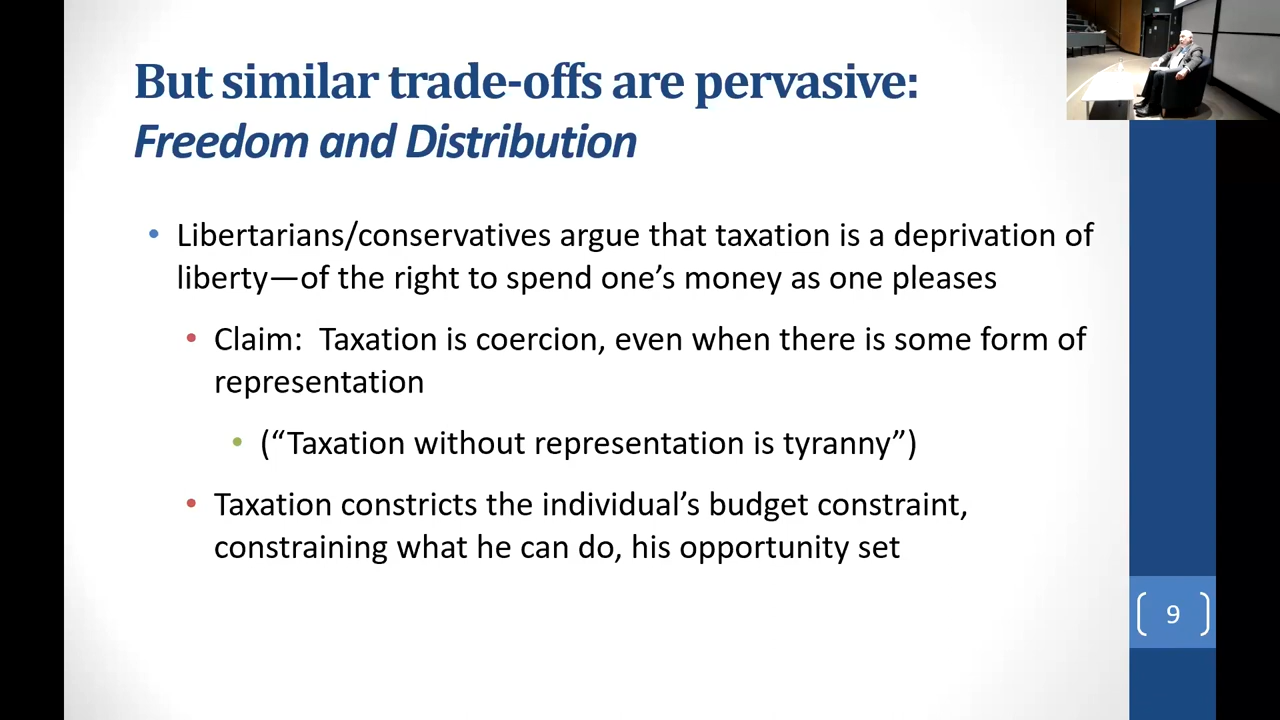 But similar trade-offs are pervasive:
Freedom and Distribution
• Libertarians/conservatives argue that taxation is a deprivation of
liberty—of the right to spend one’s money as one pleases
• Claim:  Taxation is coercion, even when there is some form of
representation
• (“Taxation without representation is tyranny”)
• Taxation constricts the individual’s budget constraint,
constraining what he can do, his opportunity set
9